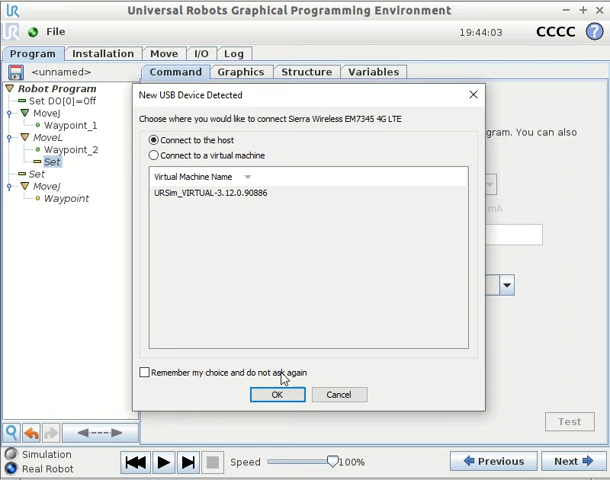 Universal Robots Graphical Programming Environment
File
19:44:03
CCCC
?
Program Installation Move I/O Log
<unnamed>
Command Graphics Structure Variables
Robot Program
Set DO[0]=Off
MoveJ
Waypoint_1
MoveL
Waypoint_2
Set
Set
MoveJ
Waypoint
New USB Device Detected
Choose where you would like to connect Sierra Wireless EM7345 4G LTE
Connect to the host
Connect to a virtual machine
Virtual Machine Name
URSim_VIRTUAL-3.12.0.90886
Remember my choice and do not ask again
OK Cancel
gram. You can also
mA
Test
Simulation
Real Robot
Speed
100%
Previous
Next